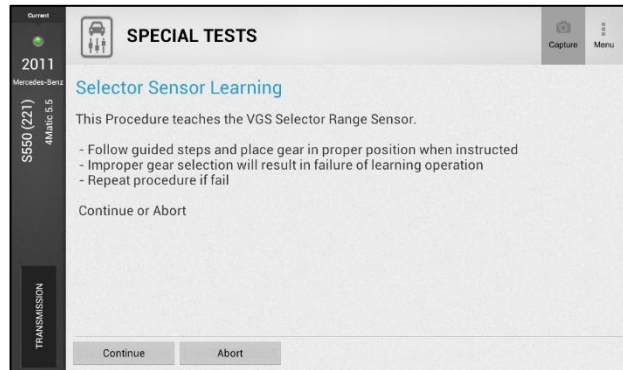 Current
2011
Mercedes-Benz
S550 (221)
4Matic 5.5
TRANSMISSION
SPECIAL TESTS
Capture
Menu
Selector Sensor Learning
This Procedure teaches the VGS Selector Range Sensor.
- Follow guided steps and place gear in proper position when instructed
- Improper gear selection will result in failure of learning operation
- Repeat procedure if fail
Continue or Abort
Continue
Abort